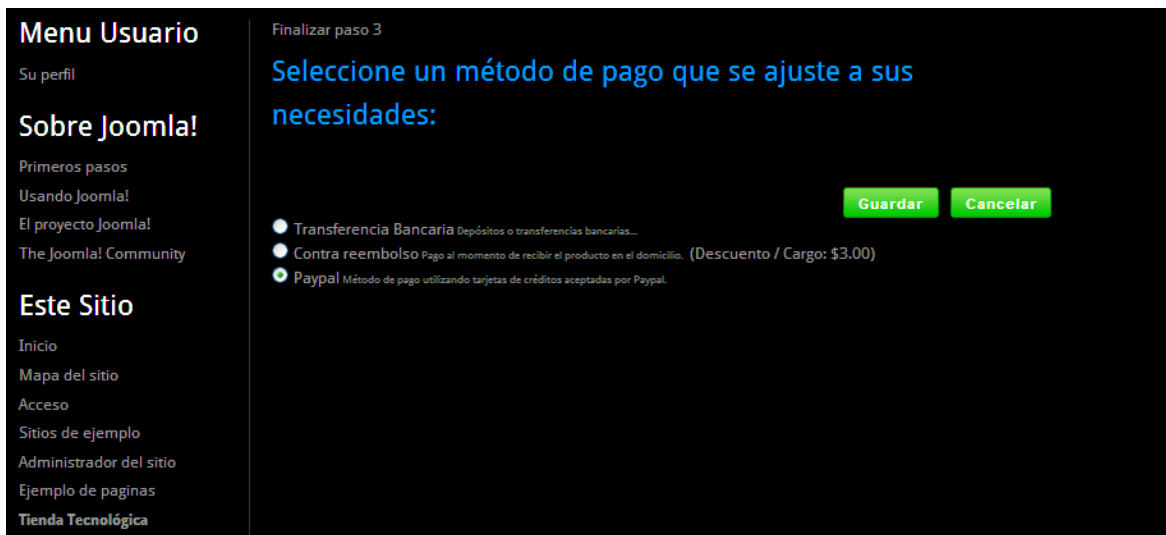 Menu Usuario
Su perfil
Sobre Joomla!
Primeros pasos
Usando Joomla!
El proyecto Joomla!
The Joomla! Community
Este Sitio
Inicio
Mapa del sitio
Acceso
Sitios de ejemplo
Administrador del sitio
Ejemplo de paginas
Tienda Tecnológica
Finalizar paso 3
Seleccione un método de pago que se ajuste a sus
necesidades:
Guardar Cancelar
Transferencia Bancaria Depósitos o transferencias bancarias...
Contra reembolso Pago al momento de recibir el producto en el domicilio. (Descuento / Cargo: $3.00)
Paypal Método de pago utilizando tarjetas de créditos aceptadas por Paypal.